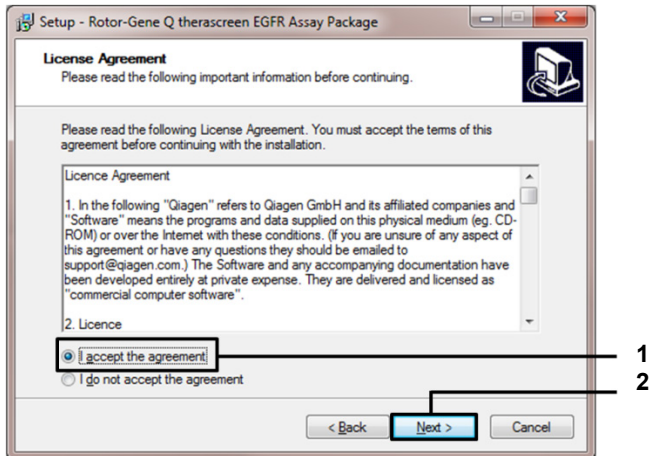 Setup - Rotor-Gene Q therascreen EGFR Assay Package
License Agreement
Please read the following important information before continuing.
Please read the following License Agreement. You must accept the terms of this
agreement before continuing with the installation.
Licence Agreement
1. In the following "Qiagen" refers to Qiagen GmbH and its affiliated companies and
"Software" means the programs and data supplied on this physical medium (eg. CD-
ROM) or over the Internet with these conditions. (If you are unsure of any aspect of
this agreement or have any questions they should be emailed to
support@qiagen.com.) The Software and any accompanying documentation have
been developed entirely at private expense. They are delivered and licensed as
"commercial computer software".
2. Licence
I accept the agreement
1
I do not accept the agreement
2
< Back
Next >
Cancel